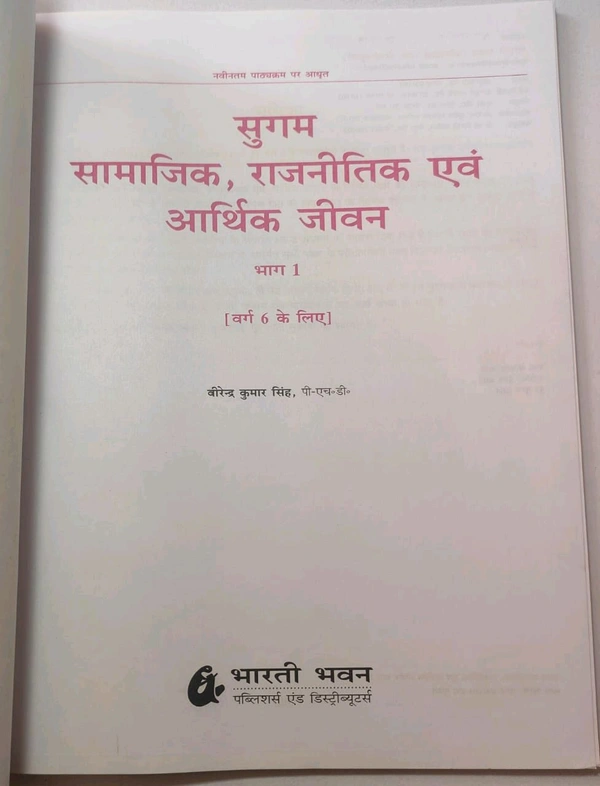 नवीनतम पाठ्यक्रम पर आधृत
सुगम
सामाजिक, राजनीतिक एवं
आर्थिक जीवन
भाग 1
[वर्ग 6 के लिए]
वीरेन्द्र कुमार सिंह, पी-एच॰डी॰
भारती भवन
पब्लिशर्स एंड डिस्ट्रीब्यूटर्स